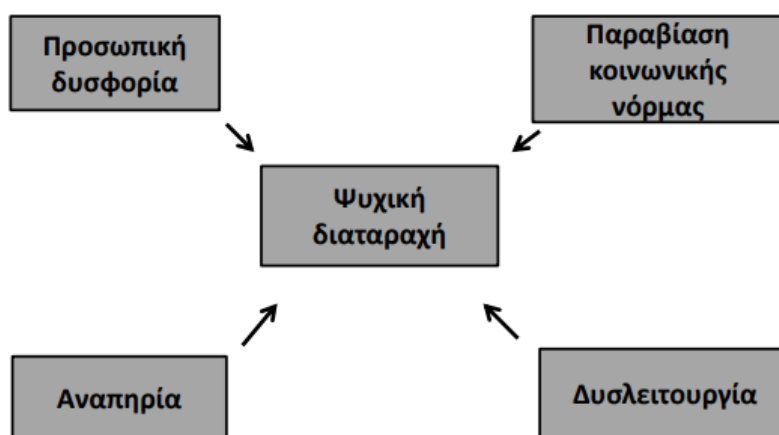 Προσωπική
δυσφορία
Παραβίαση
κοινωνικής
νόρμας
Ψυχική
διαταραχή
Αναπηρία
Δυσλειτουργία